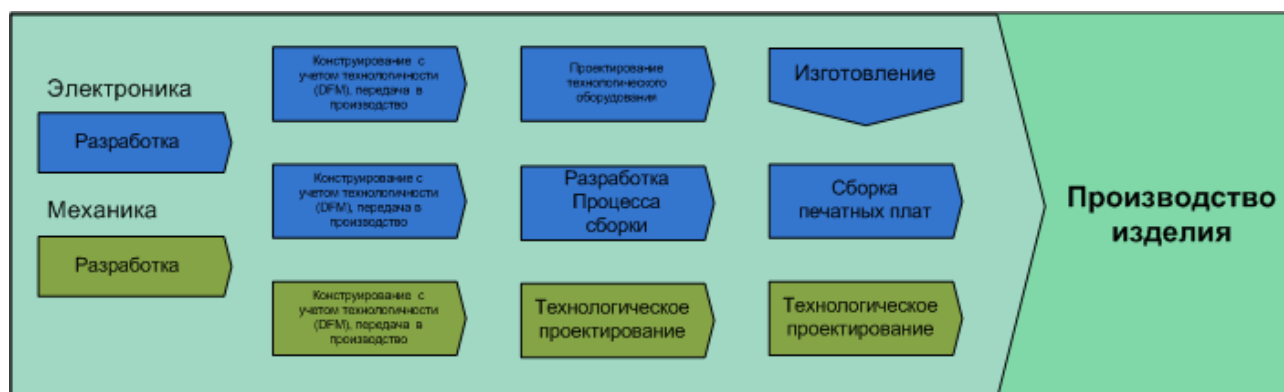 Электроника
Разработка
Механика
Разработка
Конструирование с
учетом технологичности
(DFM), передача в
производство
Проектирование
технологического
оборудования
Изготовление
Конструирование с
учетом технологичности
(DFM), передача в
производство
Разработка
Процесса
сборки
Сборка
печатных плат
Конструирование с
учетом технологичности
(DFM), передача в
производство
Технологическое
проектирование
Технологическое
проектирование
Производство
изделия